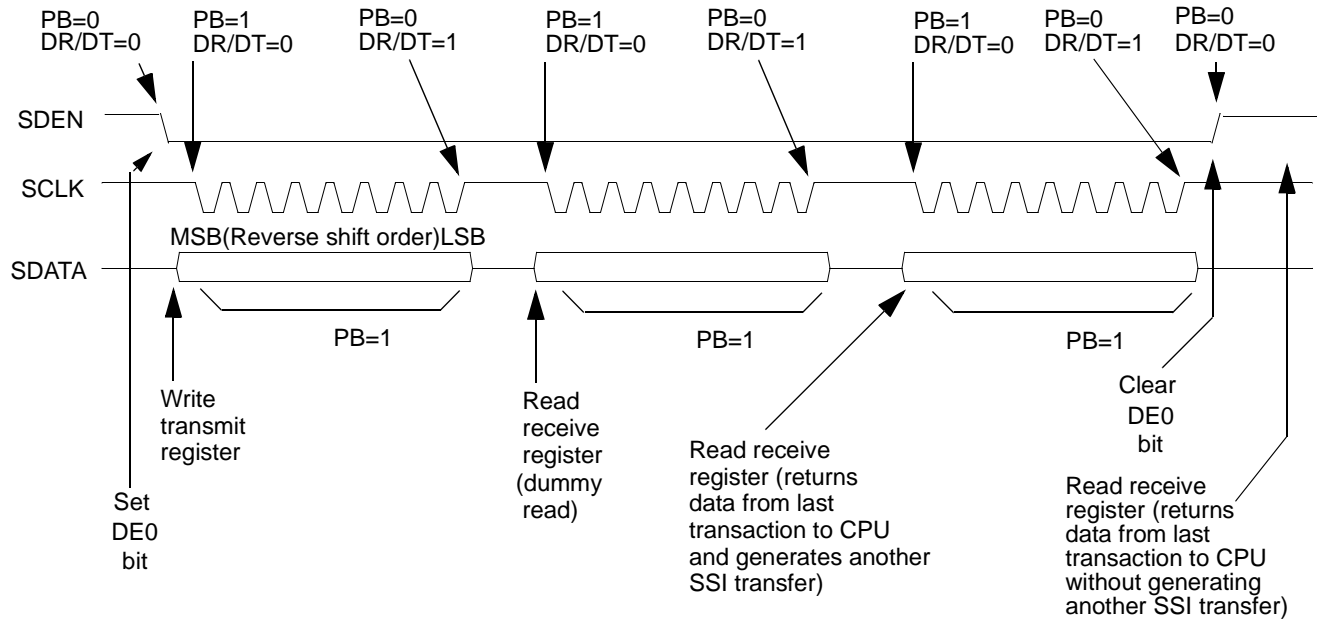 PB=0
DR/DT=0
PB=1
DR/DT=0
PB=0
DR/DT=1
PB=1
DR/DT=0
PB=0
DR/DT=1
PB=1
DR/DT=0
PB=0
DR/DT=1
PB=0
DR/DT=0
SDEN
SCLK
MSB(Reverse shift order)LSB
SDATA
PB=1
PB=1
PB=1
Set
DE0
bit
Write
transmit
register
Read
receive
register
(dummy
read)
Read receive
register (returns
data from last
transaction to CPU
and generates another
SSI transfer)
Clear
DE0
bit
Read receive
register (returns
data from last
transaction to CPU
without generating
another SSI transfer)